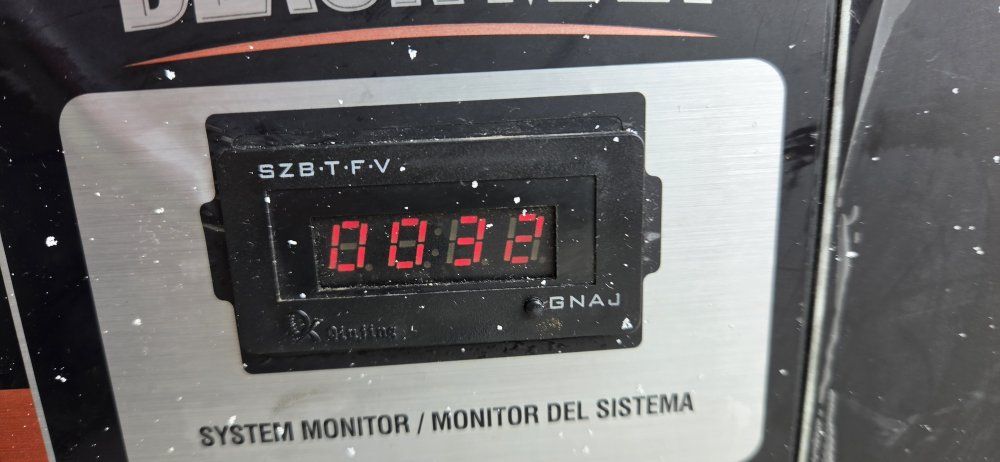 SZB·T·F·V
0032
GNAJ
SYSTEM MONITOR / MONITOR DEL SISTEMA